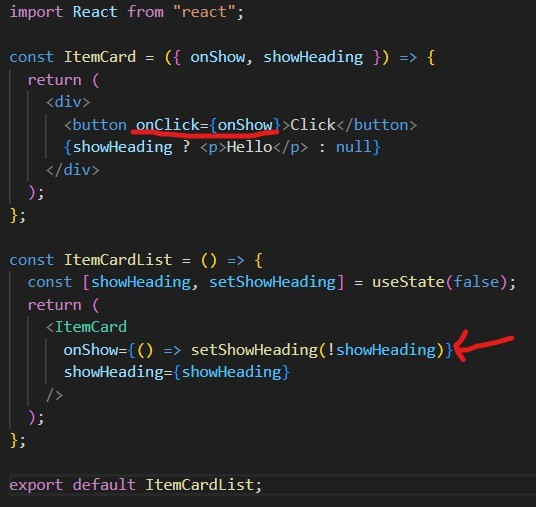 import React from "react";
const ItemCard = ({ onShow, showHeading }) => {
return (
<div>
<button onClick={onShow}>Click</button>
{showHeading ? <p>Hello</p> : null}
</div>
);
};
const ItemCardList = () => {
const [showHeading, setShowHeading] = useState(false);
return (
<ItemCard
onShow={() => setShowHeading(!showHeading)}
showHeading={showHeading}
/>
);
};
export default ItemCardList;